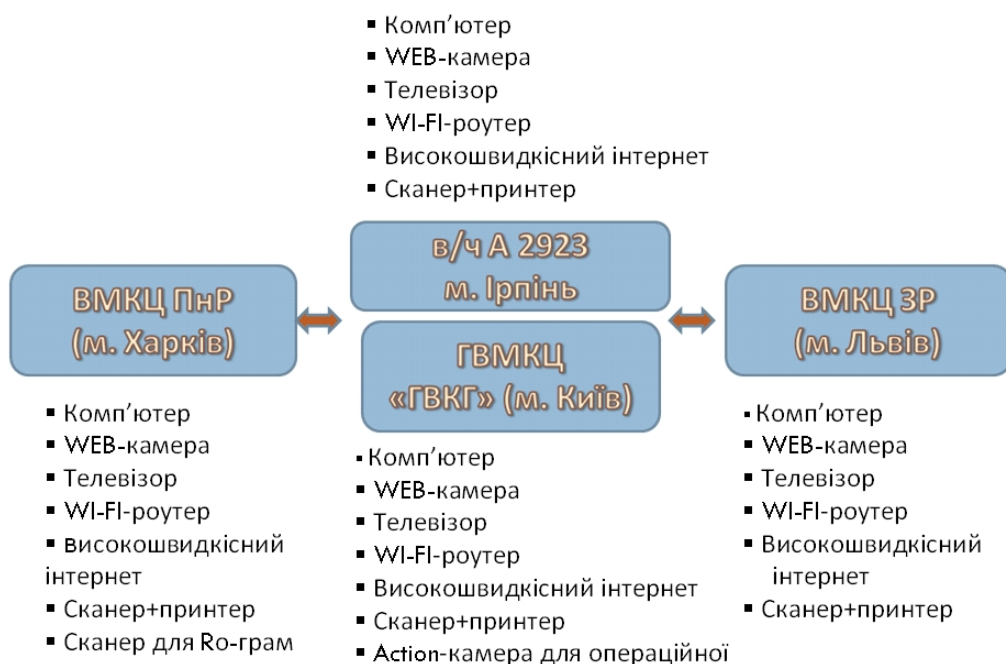 ▪ Комп’ютер
▪ WEB-камера
▪ Телевізор
▪ WI-FI-роутер
▪ Високошвидкісний інтернет
▪ Сканер+принтер
в/ч А 2923
м. Ірпінь
ВМКЦ ПнР
(м. Харків)
ГВМКЦ
«ГВКГ» (м. Київ)
ВМКЦ ЗР
(м. Львів)
▪ Комп’ютер
▪ WEB-камера
▪ Телевізор
▪ WI-FI-роутер
▪ високошвидкісний
інтернет
▪ Сканер+принтер
▪ Сканер для Ro-грам
▪ Комп’ютер
▪ WEB-камера
▪ Телевізор
▪ WI-FI-роутер
▪ Високошвидкісний інтернет
▪ Сканер+принтер
▪ Action-камера для операційної
▪ Комп’ютер
▪ WEB-камера
▪ Телевізор
▪ WI-FI-роутер
▪ Високошвидкісний
інтернет
▪ Сканер+принтер